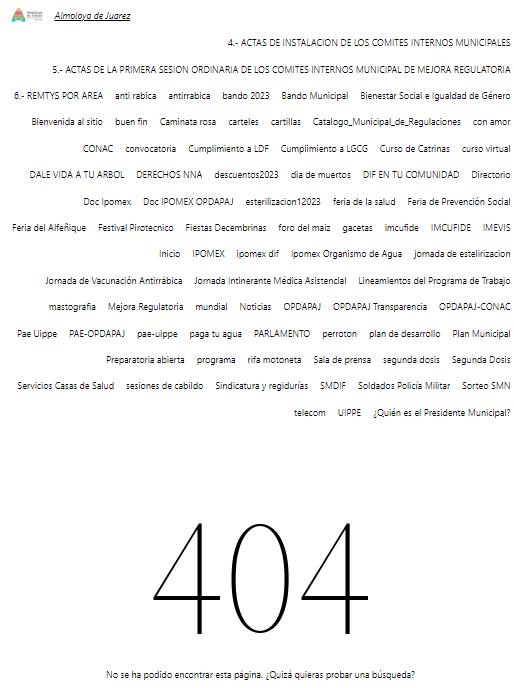 Almoloya de Juarez
4.- ACTAS DE INSTALACION DE LOS COMITES INTERNOS MUNICIPALES
5.- ACTAS DE LA PRIMERA SESION ORDINARIA DE LOS COMITES INTERNOS MUNICIPAL DE MEJORA REGULATORIA
6.- REMTYS POR AREA anti rabica antirrabica bando 2023 Bando Municipal Bienestar Social e Igualdad de Género
Bienvenida al sitio buen fin Caminata rosa carteles cartillas Catalogo_Municipal_de_Regulaciones con amor
CONAC convocatoria Cumplimiento a LDF Cumplimiento a LGCG Curso de Catrinas curso virtual
DALE VIDA A TU ARBOL DERECHOS NNA descuentos2023 dia de muertos DIF EN TU COMUNIDAD Directorio
Doc Ipomex Doc IPOMEX OPDAPAJ esterilizacion12023 feria de la salud Feria de Prevención Social
Feria del Alfeñique Festival Pirotecnico Fiestas Decembrinas foro del maiz gacetas imcufide IMCUFIDE IMEVIS
Inicio IPOMEX ipomex dif Ipomex Organismo de Agua jornada de estelirizacion
Jornada de Vacunación Antirrábica Jornada Intinerante Médica Asistencial Lineamientos del Programa de Trabajo
mastografia Mejora Regulatoria mundial Noticias OPDAPAJ OPDAPAJ Transparencia OPDAPAJ-CONAC
Pae Uippe PAE-OPDAPAJ pae-uippe paga tu agua PARLAMENTO perroton plan de desarrollo Plan Municipal
Preparatoria abierta programa rifa motoneta Sala de prensa segunda dosis Segunda Dosis
Servicios Casas de Salud sesiones de cabildo Sindicatura y regidurías SMDIF Soldados Policía Militar Sorteo SMN
telecom UIPPE ¿Quién es el Presidente Municipal?
404
No se ha podido encontrar esta página. ¿Quizá quieras probar una búsqueda?